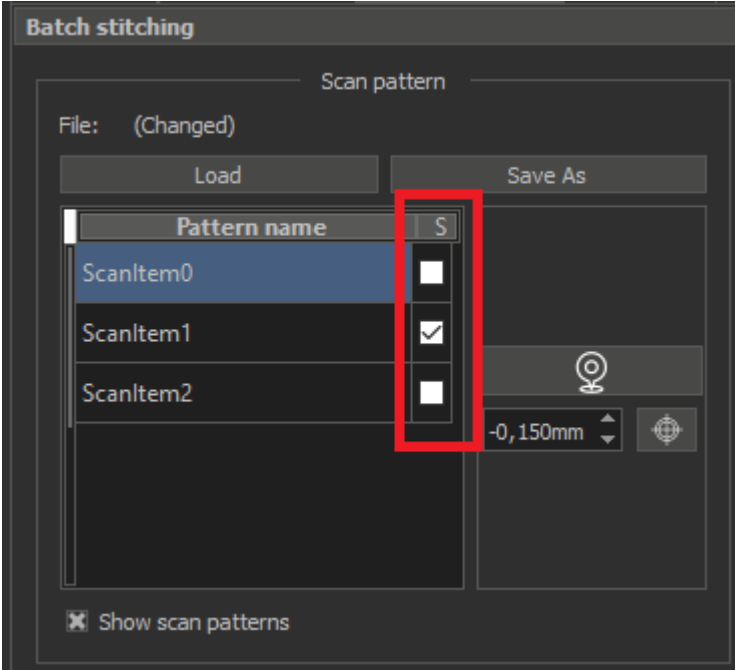 Batch stitching
Scan pattern
File: (Changed)
Load Save As
Pattern name S
ScanItem0
ScanItem1
ScanItem2
-0,150mm
Show scan patterns